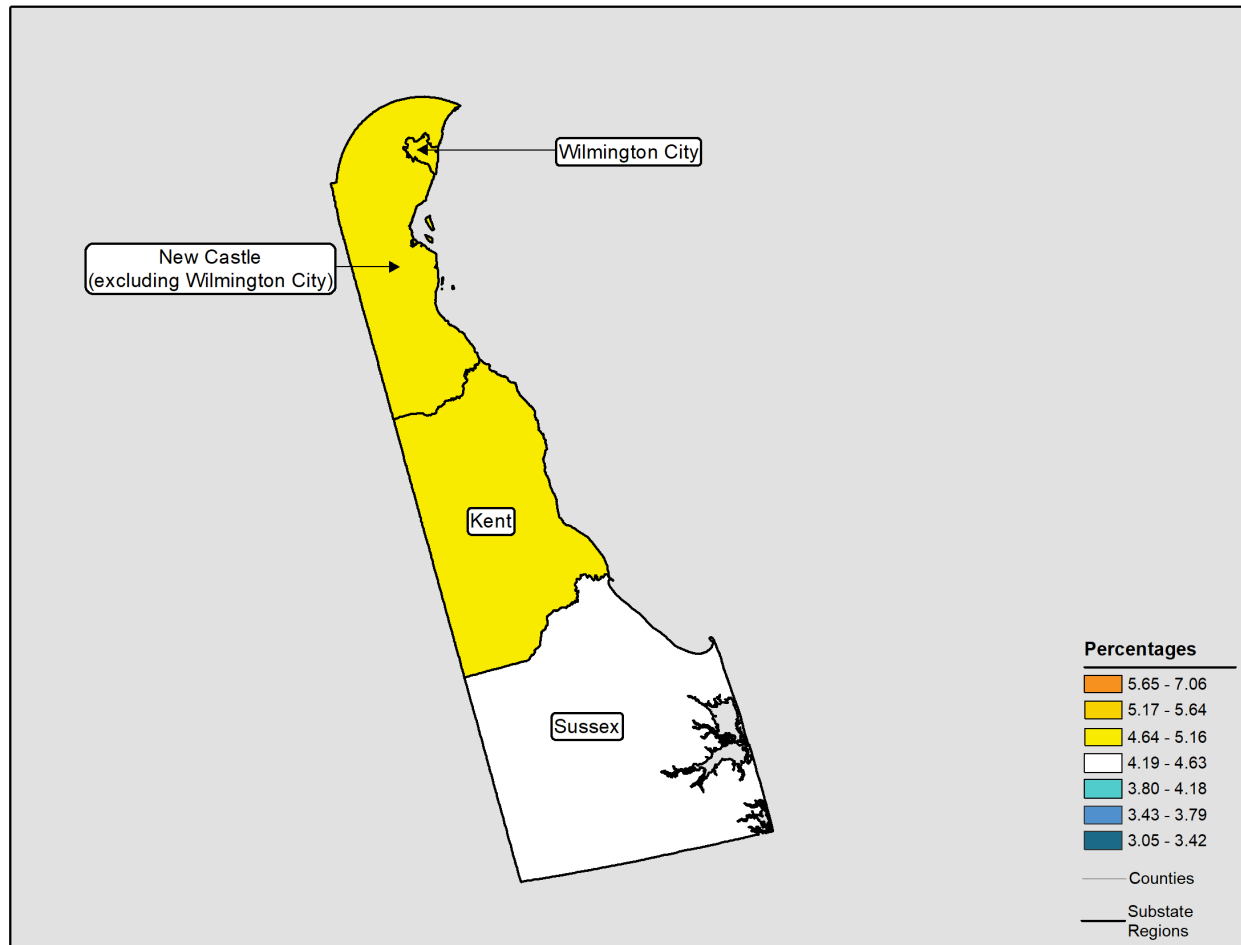 Wilmington City
New Castle
(excluding Wilmington City)
Kent
Sussex
Percentages
5.65 - 7.06
5.17 - 5.64
4.64 - 5.16
4.19 - 4.63
3.80 - 4.18
3.43 - 3.79
3.05 - 3.42
Counties
Substate
Regions